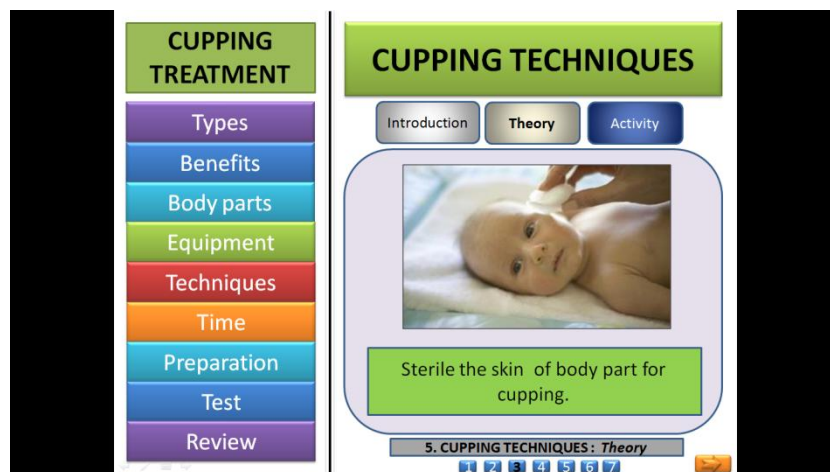 CUPPING
TREATMENT
Types
Benefits
Body parts
Equipment
Techniques
Time
Preparation
Test
Review
CUPPING TECHNIQUES
Introduction Theory Activity
Sterile the skin of body part for
cupping.
5. CUPPING TECHNIQUES : Theory
1 2 3 4 5 6 7